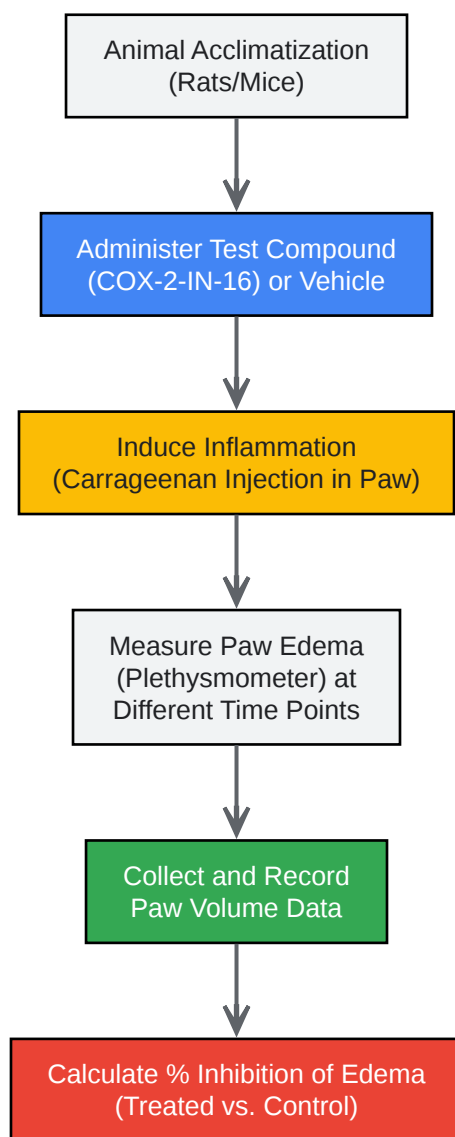 Animal Acclimatization
(Rats/Mice)
Administer Test Compound
(COX-2-IN-16) or Vehicle
Induce Inflammation
(Carrageenan Injection in Paw)
Measure Paw Edema
(Plethysmometer) at
Different Time Points
Collect and Record
Paw Volume Data
Calculate % Inhibition of Edema
(Treated vs. Control)